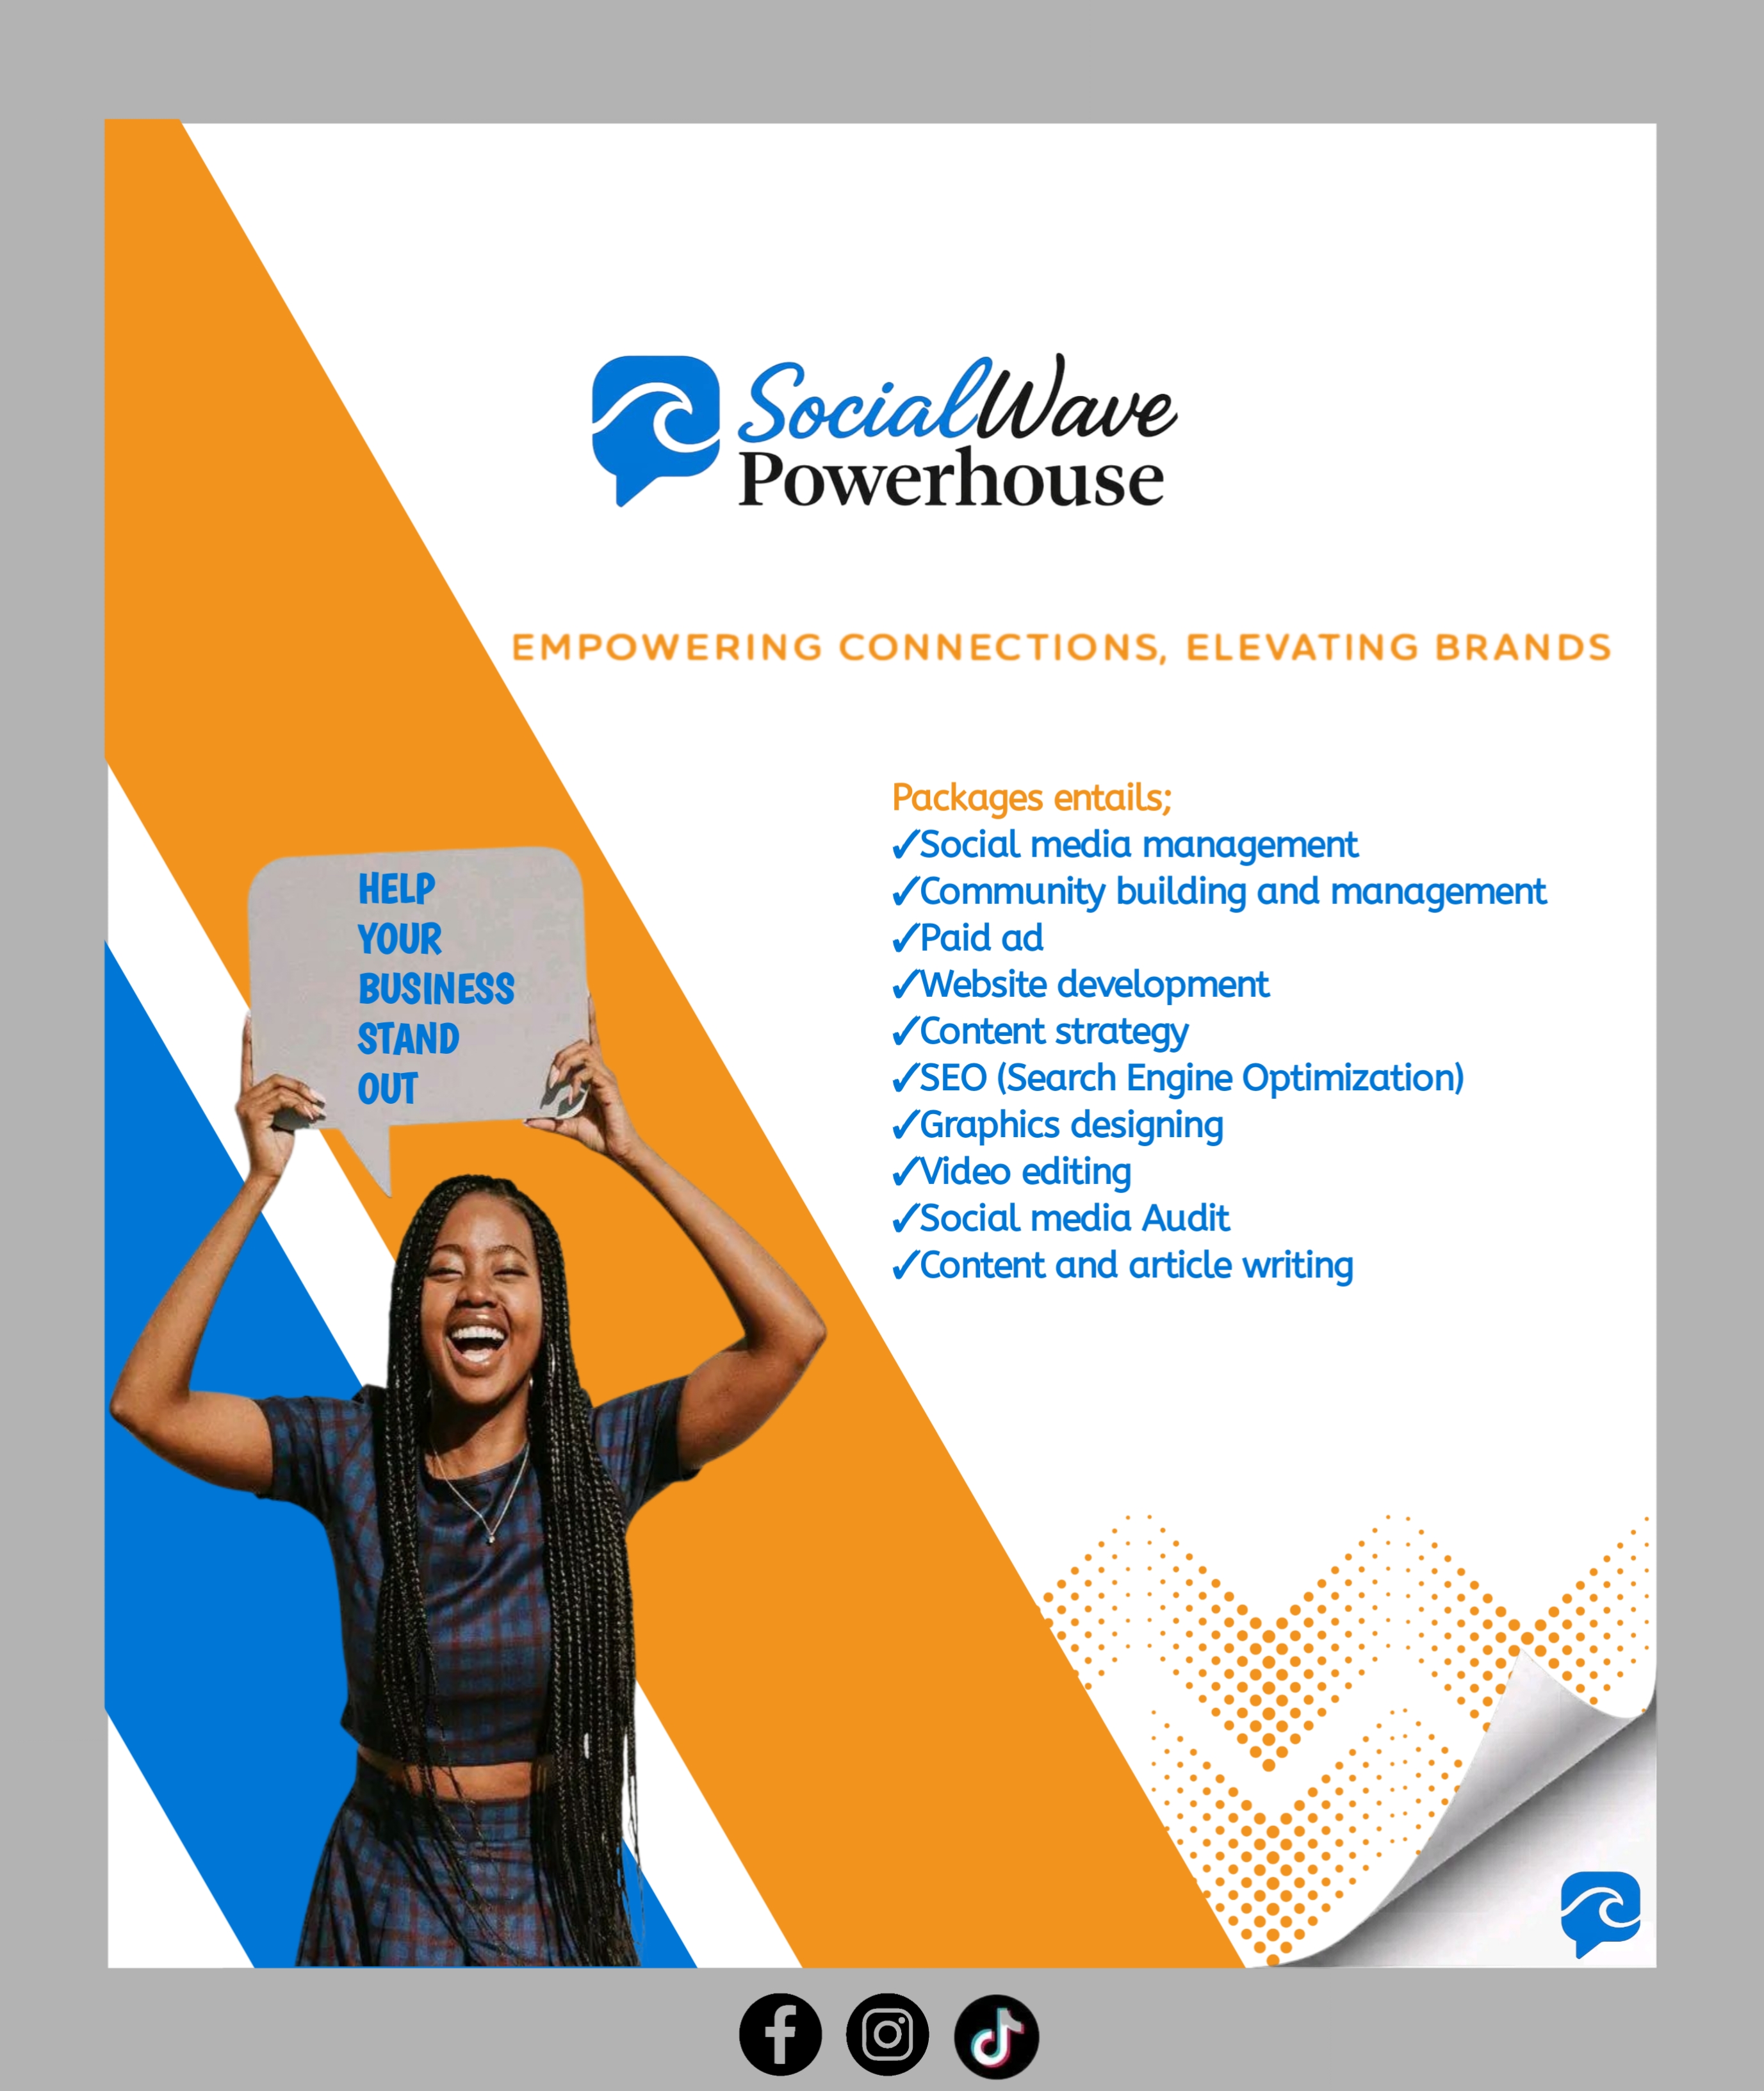 SocialWave
Powerhouse
EMPOWERING CONNECTIONS, ELEVATING BRANDS
Packages entails;
✓Social media management
✓Community building and management
✓Paid ad
✓Website development
✓Content strategy
✓SEO (Search Engine Optimization)
✓Graphics designing
✓Video editing
✓Social media Audit
✓Content and article writing
HELP
YOUR
BUSINESS
STAND
OUT